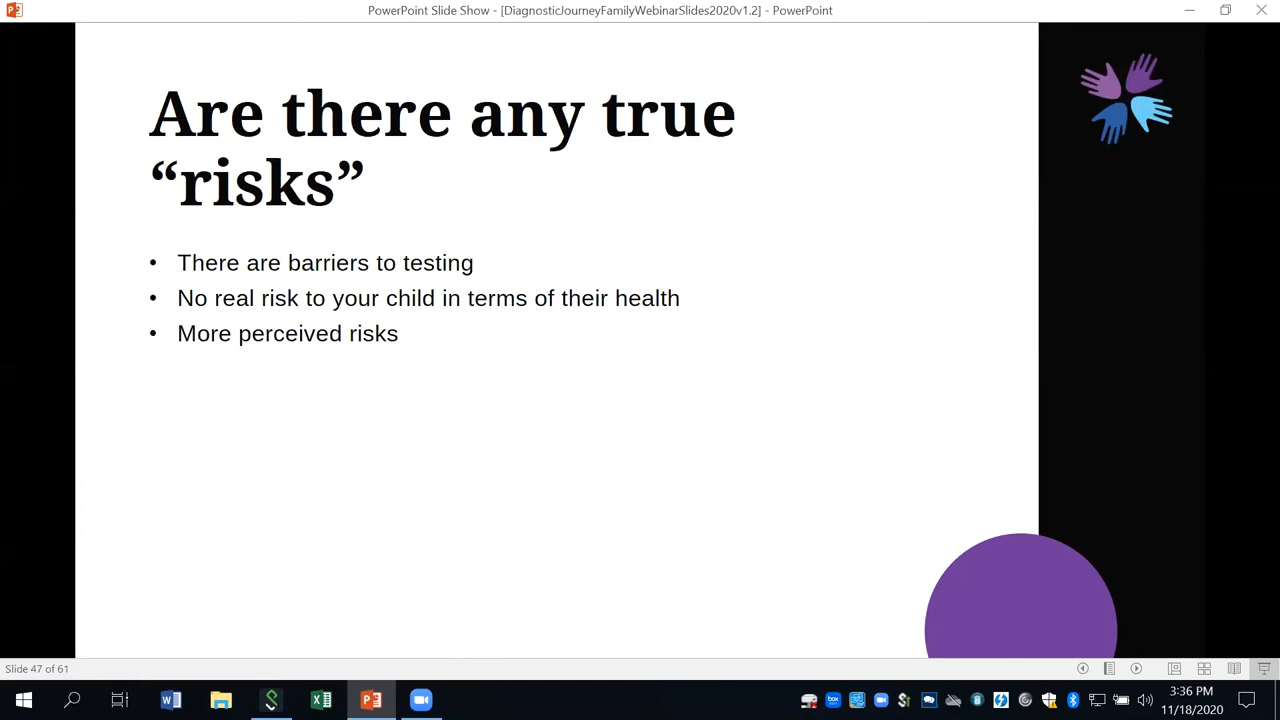 PowerPoint Slide Show - [DiagnosticJourneyFamilyWebinarSlides2020v1.2] - PowerPoint
Are there any true
“risks”
• There are barriers to testing
• No real risk to your child in terms of their health
• More perceived risks
Slide 47 of 61
3:36 PM
11/18/2020